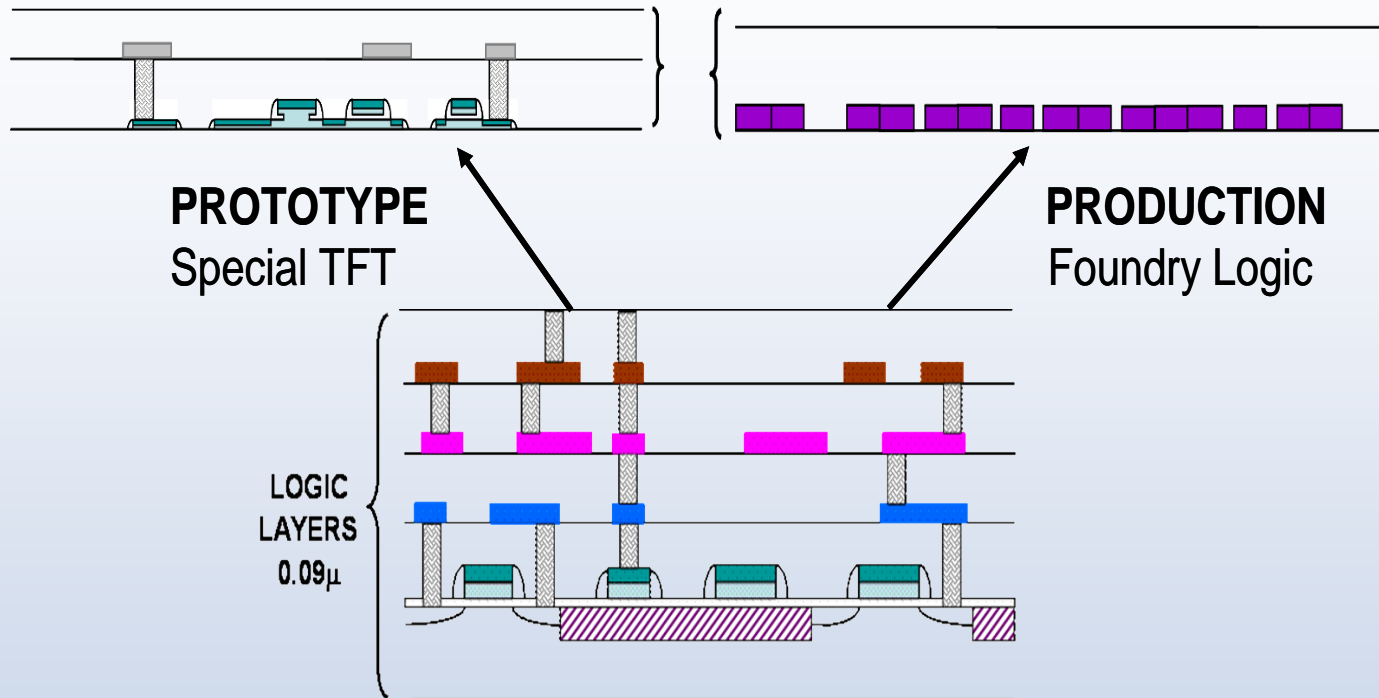 PROTOTYPE
Special TFT
PRODUCTION
Foundry Logic
LOGIC
LAYERS
0.09μ